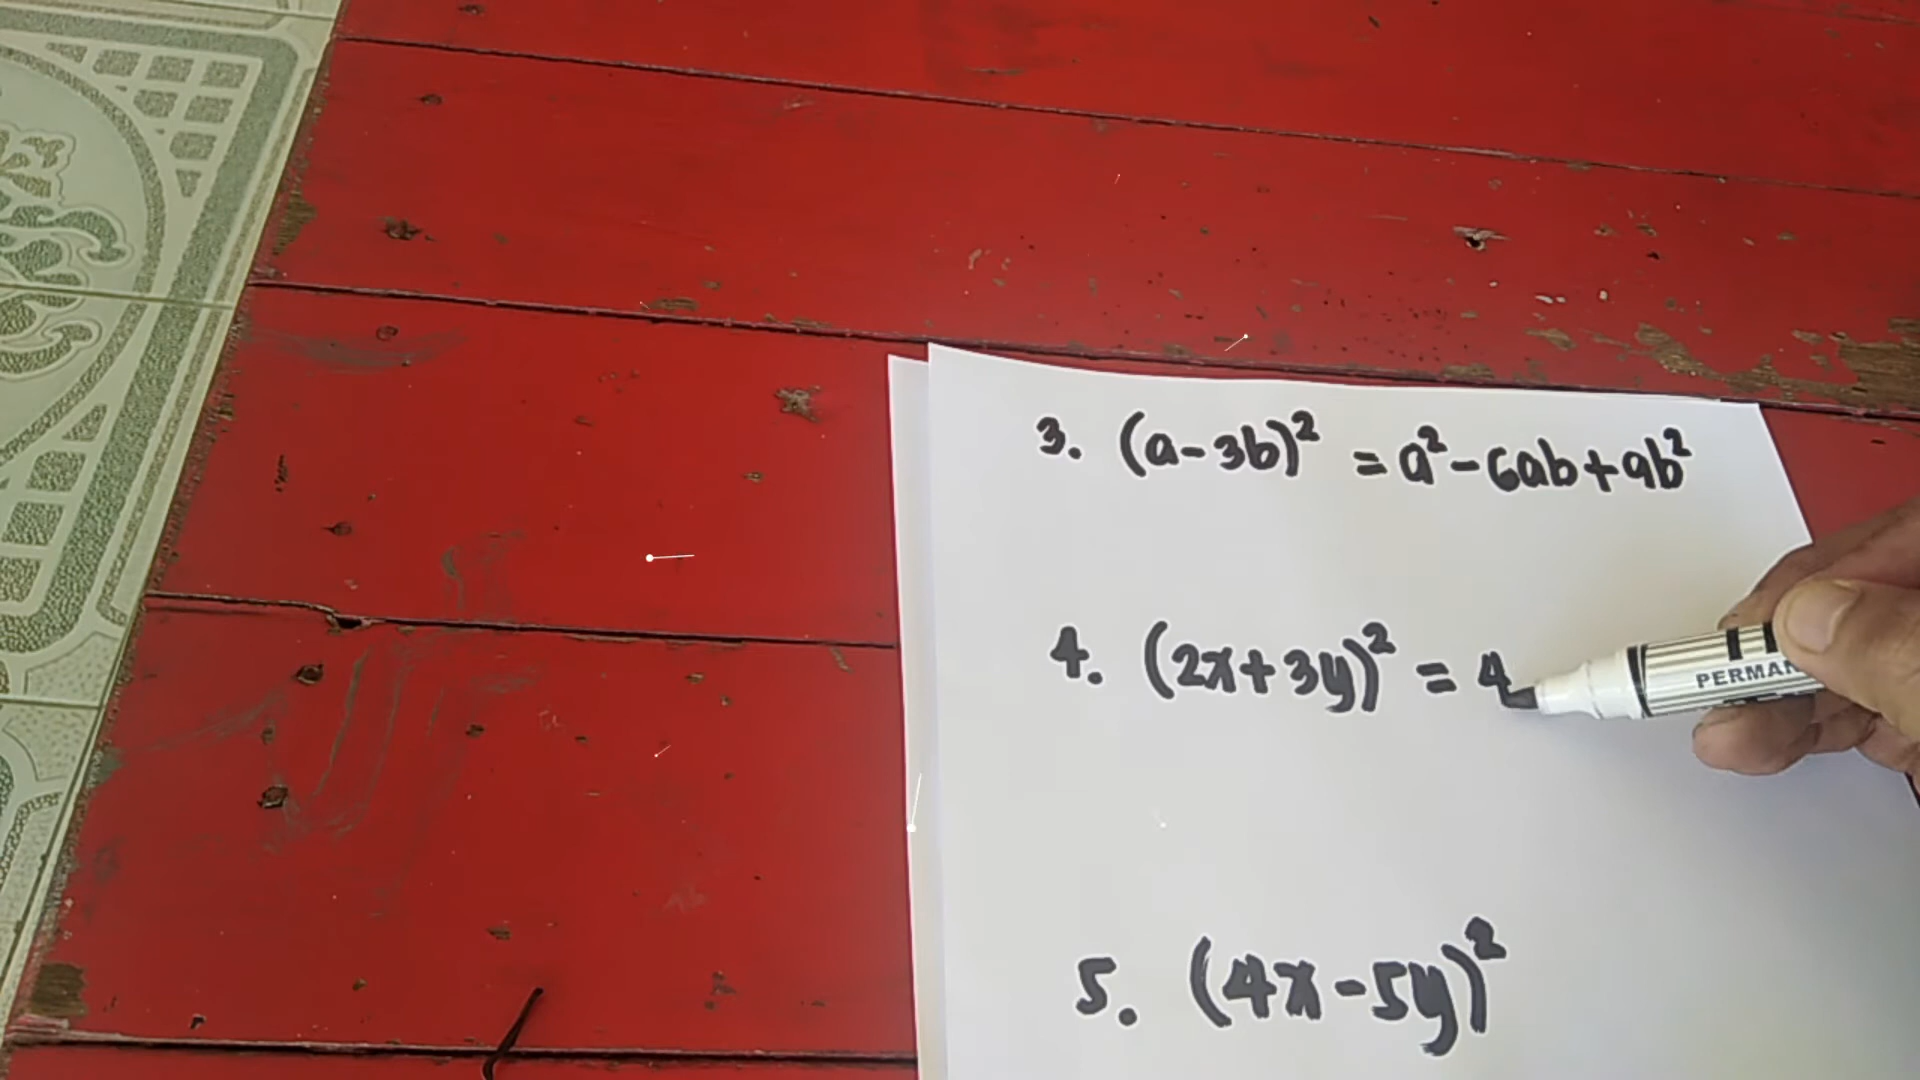 3. (a-3b)² = a²-6ab+9b²
4. (2x+3y)² = 4
PERMAN
5. (4x-5y)²